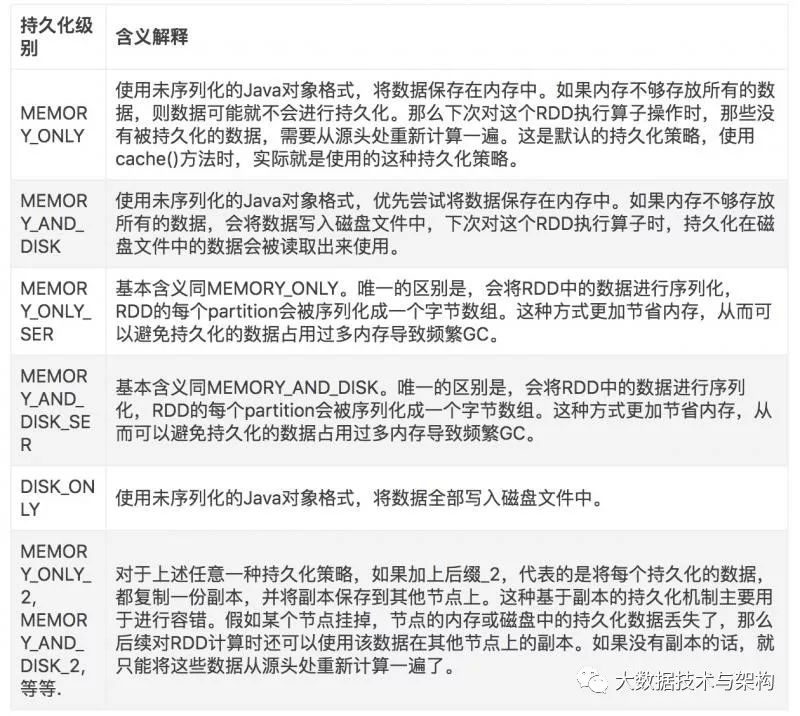 持久化级
别
含义解释
MEMOR
Y_ONLY
使用未序列化的Java对象格式，将数据保存在内存中。如果内存不够存放所有的数
据，则数据可能就不会进行持久化。那么下次对这个RDD执行算子操作时，那些没
有被持久化的数据，需要从源头处重新计算一遍。这是默认的持久化策略，使用
cache()方法时，实际就是使用的这种持久化策略。
MEMOR
Y_AND_
DISK
使用未序列化的Java对象格式，优先尝试将数据保存在内存中。如果内存不够存放
所有的数据，会将数据写入磁盘文件中，下次对这个RDD执行算子时，持久化在磁
盘文件中的数据会被读取出来使用。
MEMOR
Y_ONLY_
SER
基本含义同MEMORY_ONLY。唯一的区别是，会将RDD中的数据进行序列化，
RDD的每个partition会被序列化成一个字节数组。这种方式更加节省内存，从而可
以避免持久化的数据占用过多内存导致频繁GC。
MEMOR
Y_AND_
DISK_SE
R
基本含义同MEMORY_AND_DISK。唯一的区别是，会将RDD中的数据进行序列
化，RDD的每个partition会被序列化成一个字节数组。这种方式更加节省内存，从
而可以避免持久化的数据占用过多内存导致频繁GC。
DISK_ON
LY
使用未序列化的Java对象格式，将数据全部写入磁盘文件中。
MEMOR
Y_ONLY_
2,
MEMOR
Y_AND_
DISK_2,
等等.
对于上述任意一种持久化策略，如果加上后缀_2，代表的是将每个持久化的数据，
都复制一份副本，并将副本保存到其他节点上。这种基于副本的持久化机制主要用
于进行容错。假如某个节点挂掉，节点的内存或磁盘中的持久化数据丢失了，那么
后续对RDD计算时还可以使用该数据在其他节点上的副本。如果没有副本的话，就
只能将这些数据从源头处重新计算一遍了。
大数据技术与架构